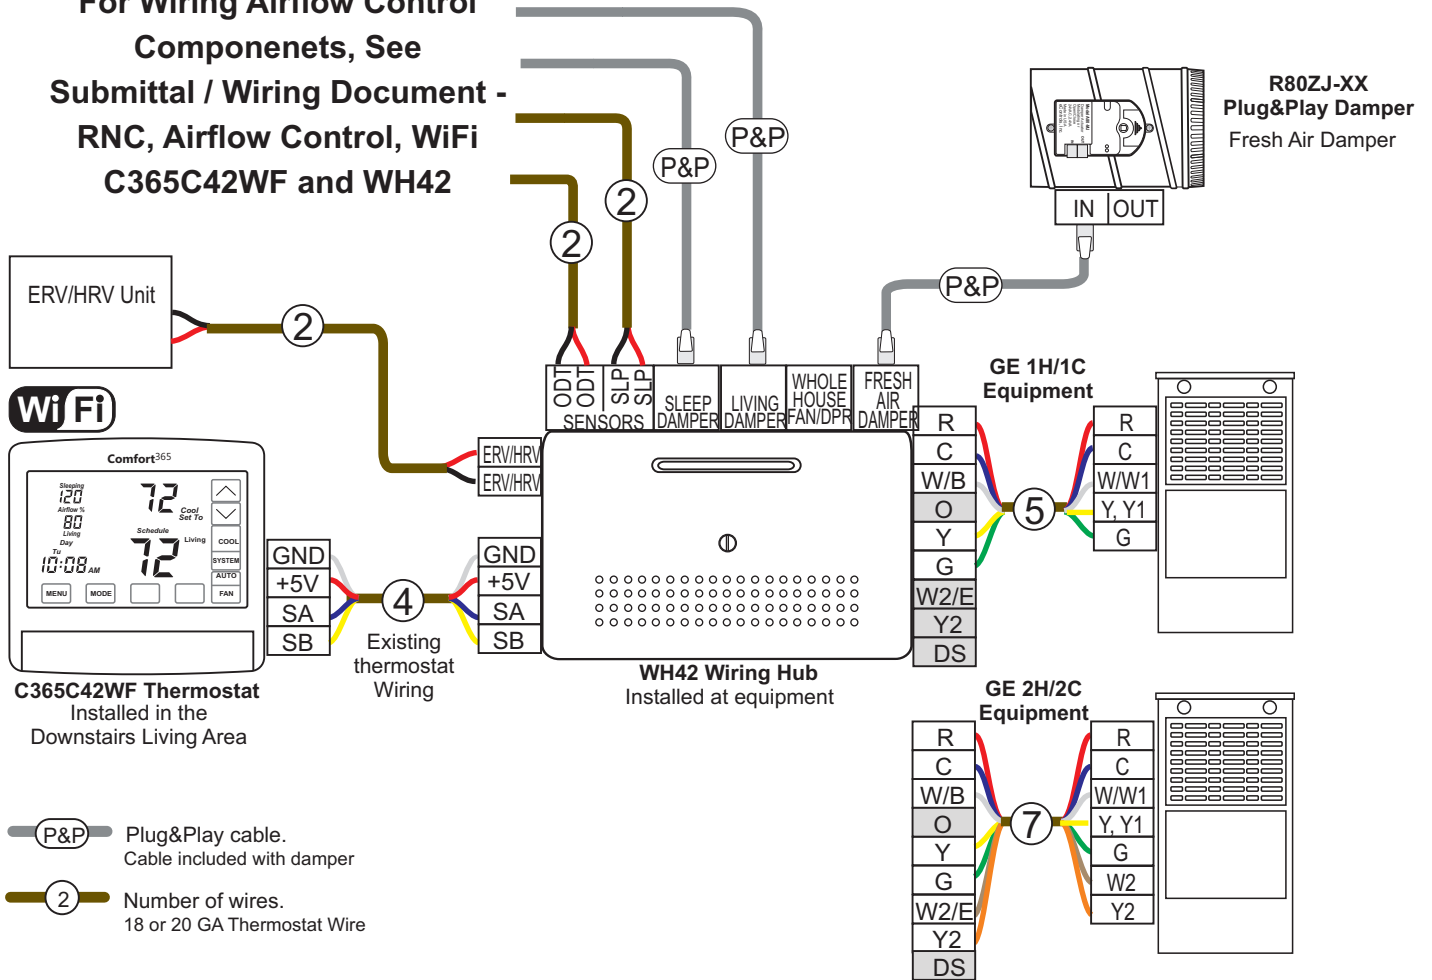 For Wiring Airflow Control
Componenets, See
Submittal / Wiring Document -
RNC, Airflow Control, WiFi
C365C42WF and WH42
P&P
P&P
2
2
R80ZJ-XX
Plug&Play Damper
Fresh Air Damper
IN OUT
P&P
ERV/HRV Unit
2
WiFi
ODT
ODT
SLP
SLP
SENSORS
SLEEP
DAMPER
LIVING
DAMPER
WHOLE
HOUSE
FAN/DPR
FRESH
AIR
DAMPER
ERV/HRV
ERV/HRV
Comfort365
Sleeping
120
Airflow %
80
Living
Day
Tu
10:08 AM
72
Cool
Set To
Schedule
72
Living
COOL
SYSTEM
AUTO
FAN
MENU
MODE
GND
+5V
SA
SB
4
Existing
thermostat
Wiring
GND
+5V
SA
SB
C365C42WF Thermostat
Installed in the
Downstairs Living Area
WH42 Wiring Hub
Installed at equipment
GE 1H/1C
Equipment
R
C
W/B
O
Y
G
W2/E
Y2
DS
5
R
C
W/W1
Y, Y1
G
GE 2H/2C
Equipment
R
C
W/B
O
Y
G
W2/E
Y2
DS
7
R
C
W/W1
Y, Y1
G
W2
Y2
P&P
Plug&Play cable.
Cable included with damper
2
Number of wires.
18 or 20 GA Thermostat Wire